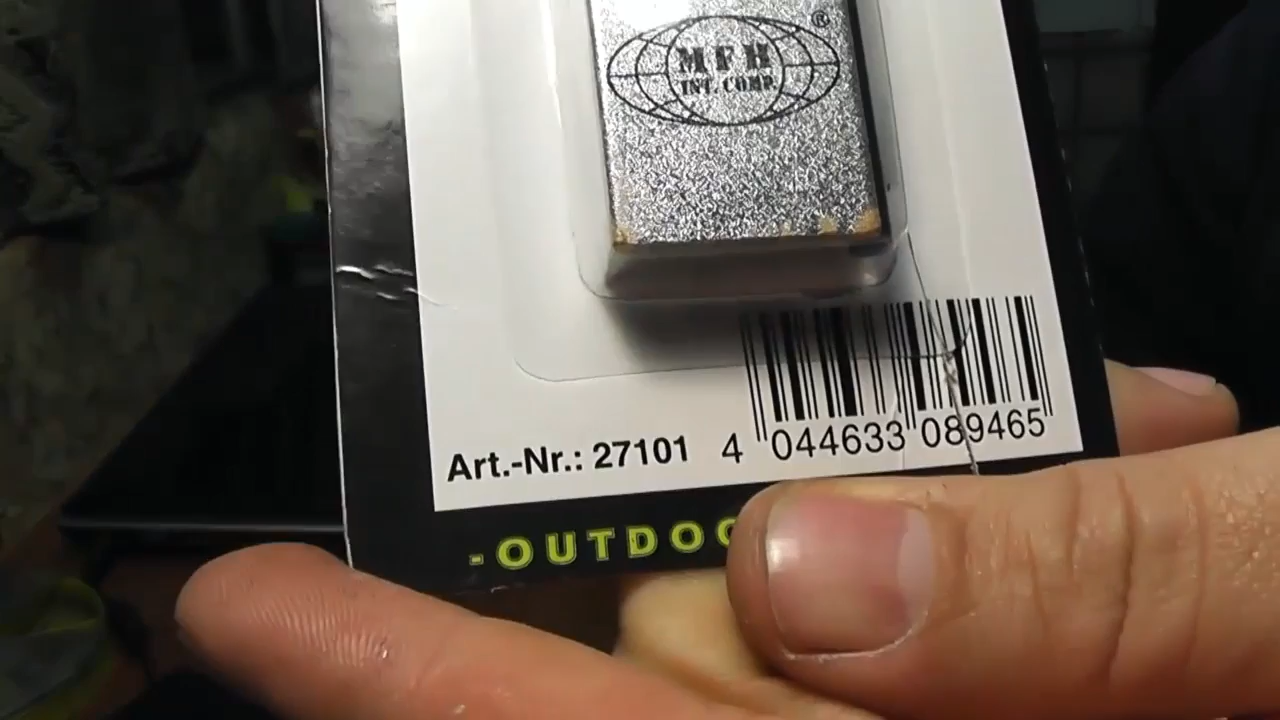 ®
MFH
INT. COMP.
Art.-Nr.: 27101
4 044633 089465
-OUTDOO